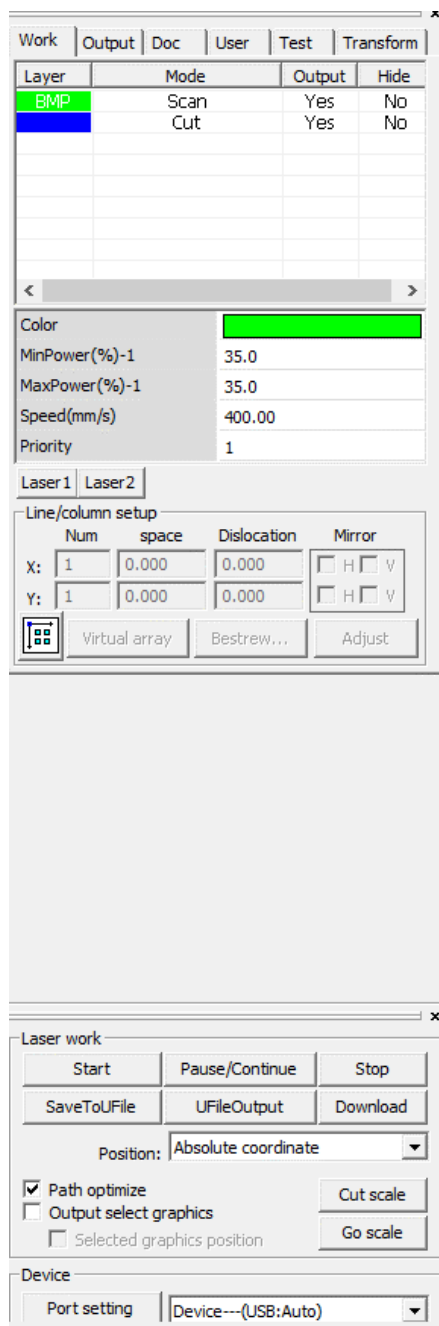 Work Output Doc User Test Transform
Layer Mode Output Hide
BMP Scan Yes No
Cut Yes No
Color
MinPower(%)-1 35.0
MaxPower(%)-1 35.0
Speed(mm/s) 400.00
Priority 1
Laser1 Laser2
Line/column setup
Num space Dislocation Mirror
X: 1 0.000 0.000 H V
Y: 1 0.000 0.000 H V
Virtual array Bestrew... Adjust
Laser work
Start Pause/Continue Stop
SaveToUFile UFileOutput Download
Position: Absolute coordinate
Path optimize Cut scale
Output select graphics
Selected graphics position Go scale
Device
Port setting Device---(USB:Auto)